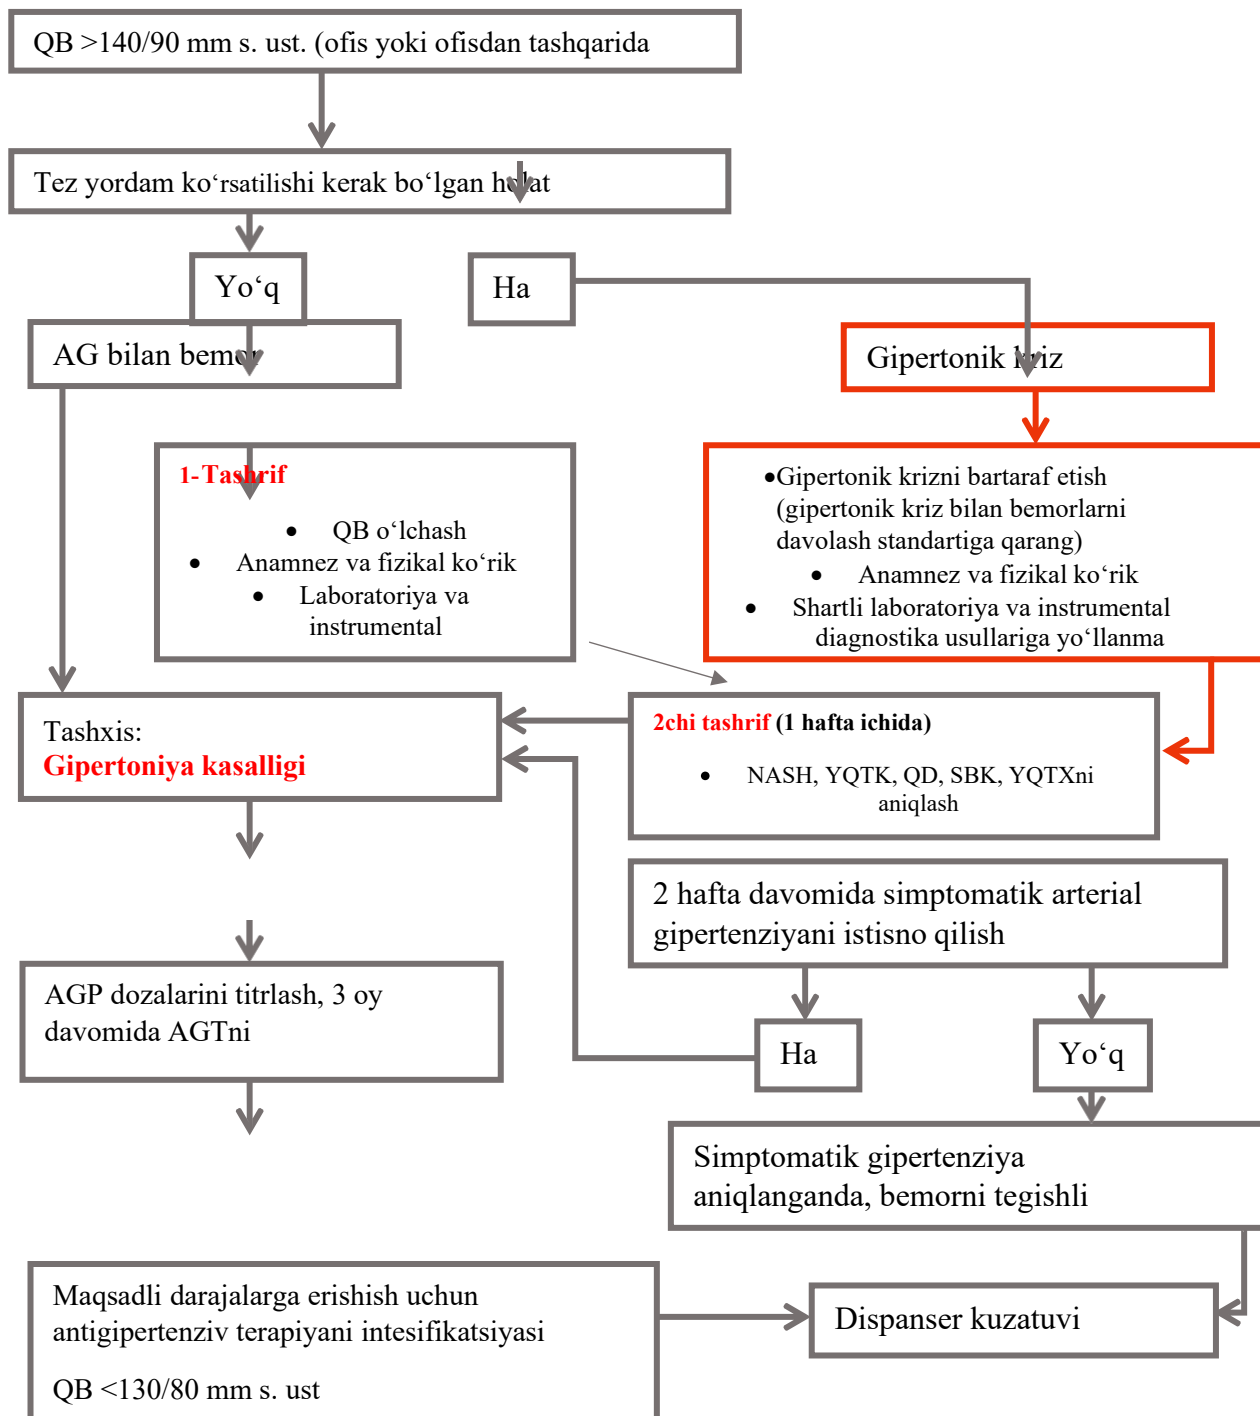 QB >140/90 mm s. ust. (ofis yoki ofisdan tashqarida
Tez yordam ko‘rsatilishi kerak bo‘lgan holat
Yo‘q
Ha
AG bilan bemor
Gipertonik kriz
1-Tashrif
• QB o‘lchash
• Anamnez va fizikal ko‘rik
• Laboratoriya va
instrumental
•Gipertonik krizni bartaraf etish
(gipertonik kriz bilan bemorlarni
davolash standartiga qarang)
• Anamnez va fizikal ko‘rik
• Shartli laboratoriya va instrumental
diagnostika usullariga yo‘llanma
Tashxis:
Gipertoniya kasalligi
2chi tashrif (1 hafta ichida)
• NASH, YQTK, QD, SBK, YQTXni
aniqlash
2 hafta davomida simptomatik arterial
gipertenziyani istisno qilish
AGP dozalarini titrlash, 3 oy
davomida AGTni
Ha
Yo‘q
Simptomatik gipertenziya
aniqlanganda, bemorni tegishli
Maqsadli darajalarga erishish uchun
antigipertenziv terapiyani intesifikatsiyasi
QB <130/80 mm s. ust
Dispanser kuzatuvi